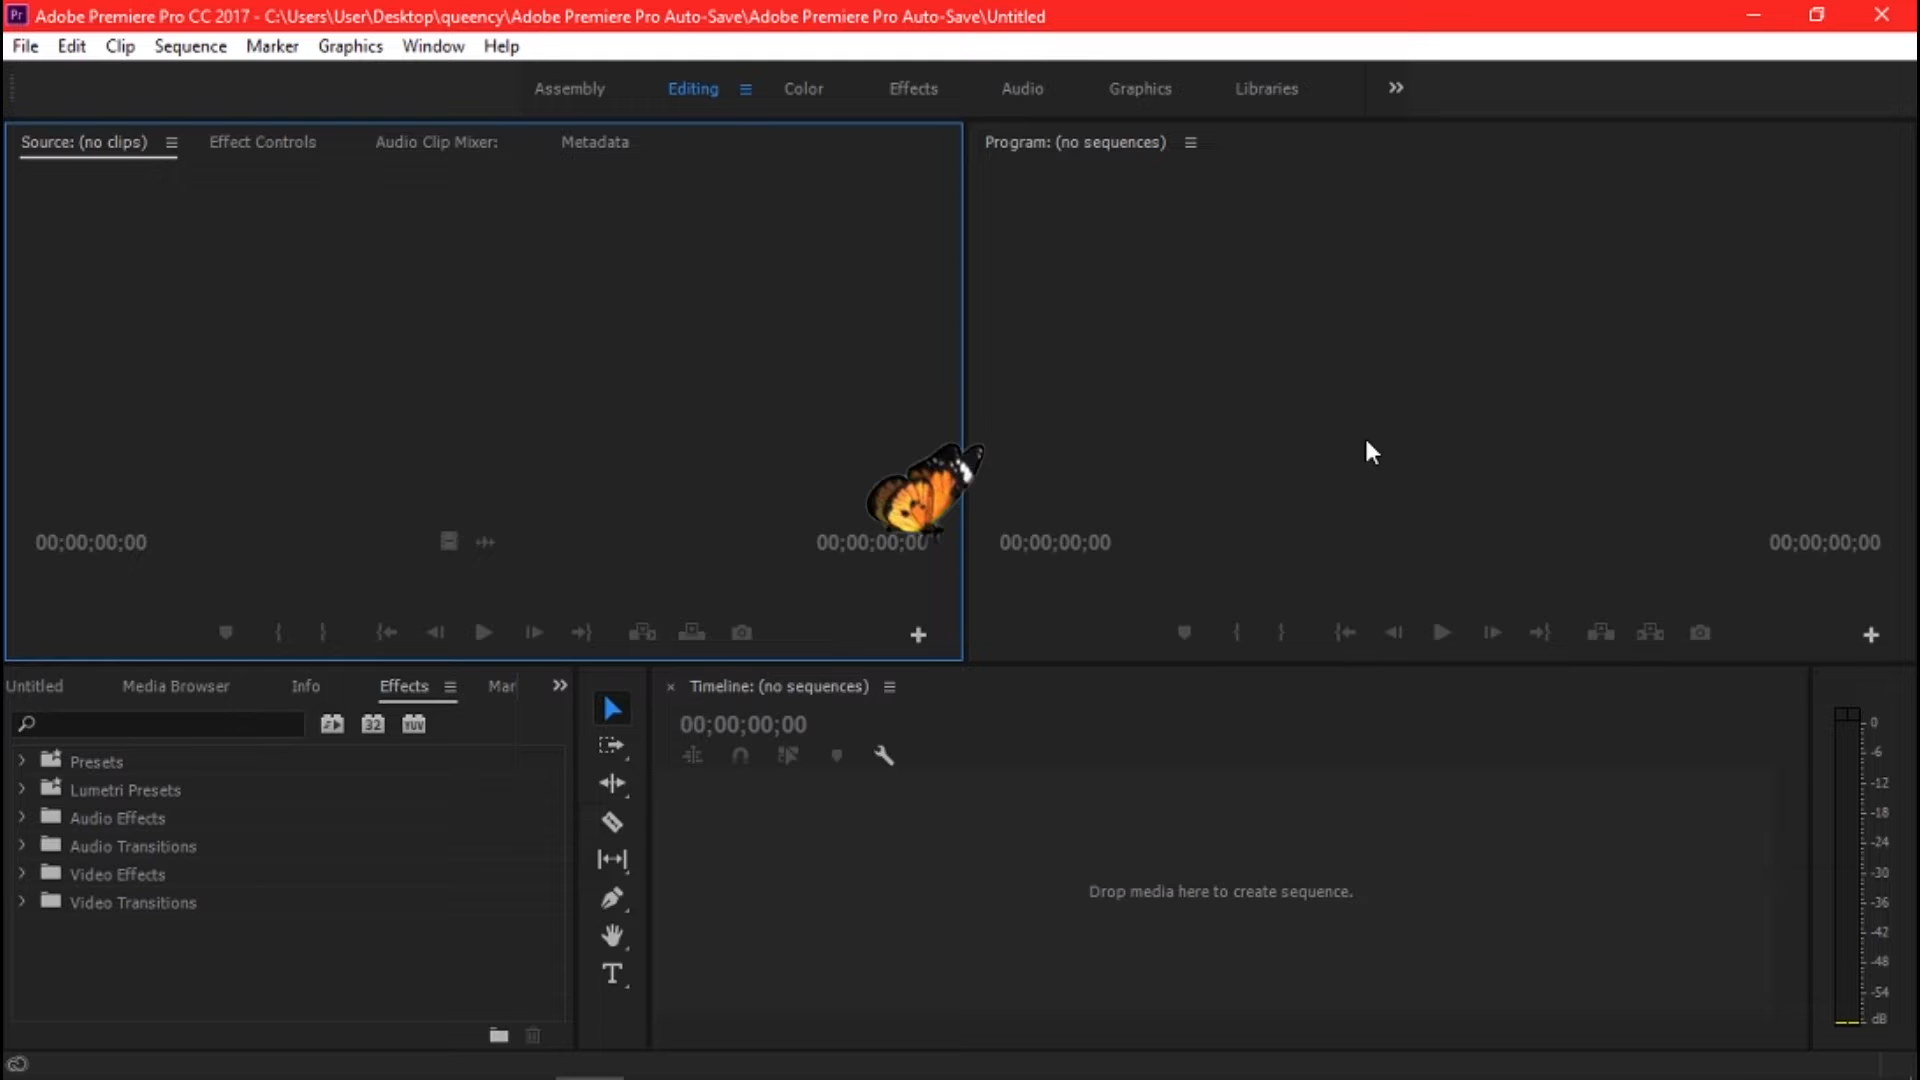 Pr Adobe Premiere Pro CC 2017 - C:\Users\User\Desktop\queency\Adobe Premiere Pro Auto-Save\Adobe Premiere Pro Auto-Save\Untitled
File Edit Clip Sequence Marker Graphics Window Help
Assembly Editing Color Effects Audio Graphics Libraries
Source: (no clips) Effect Controls Audio Clip Mixer: Metadata
Program: (no sequences)
00;00;00;00 00;00;00;00
00;00;00;00 00;00;00;00
Untitled Media Browser Info Effects Mar
32 YUV
Presets
Lumetri Presets
Audio Effects
Audio Transitions
Video Effects
Video Transitions
T
Timeline: (no sequences)
00;00;00;00
Drop media here to create sequence.
0
-6
-12
-18
-24
-30
-36
-42
-48
-54
dB